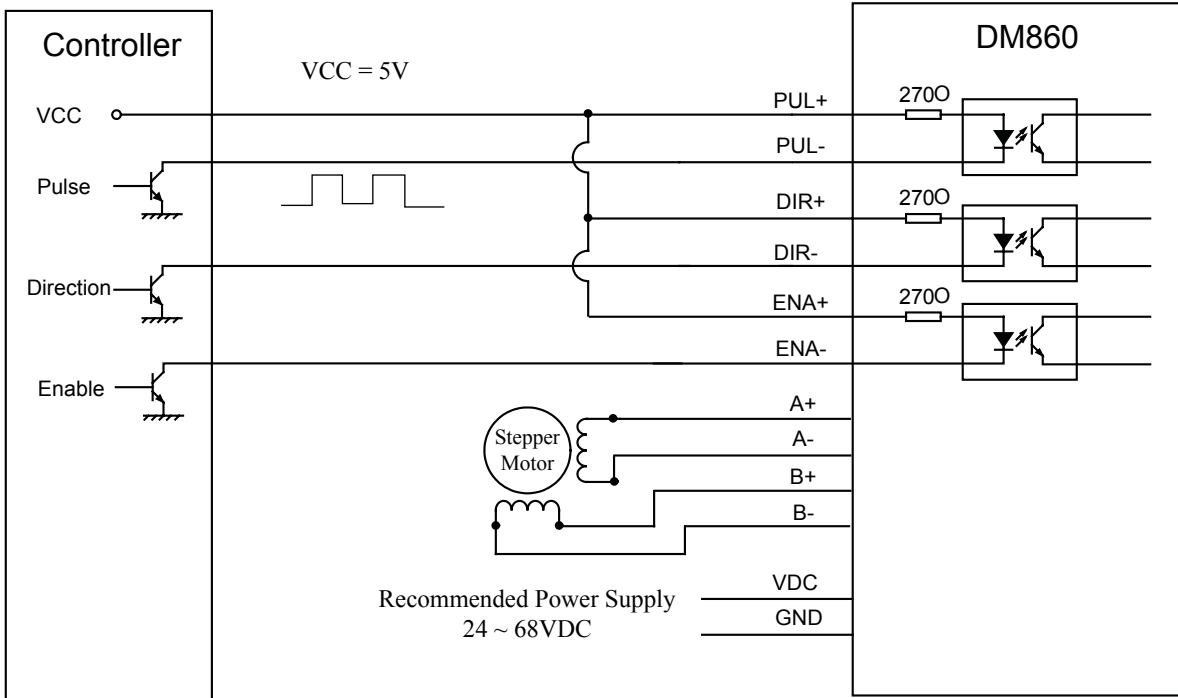 Controller
DM860
VCC = 5V
VCC
PUL+
270O
PUL-
Pulse
DIR+
270O
DIR-
Direction
ENA+
270O
ENA-
Enable
A+
Stepper
Motor
A-
B+
B-
VDC
Recommended Power Supply
GND
24 ~ 68VDC